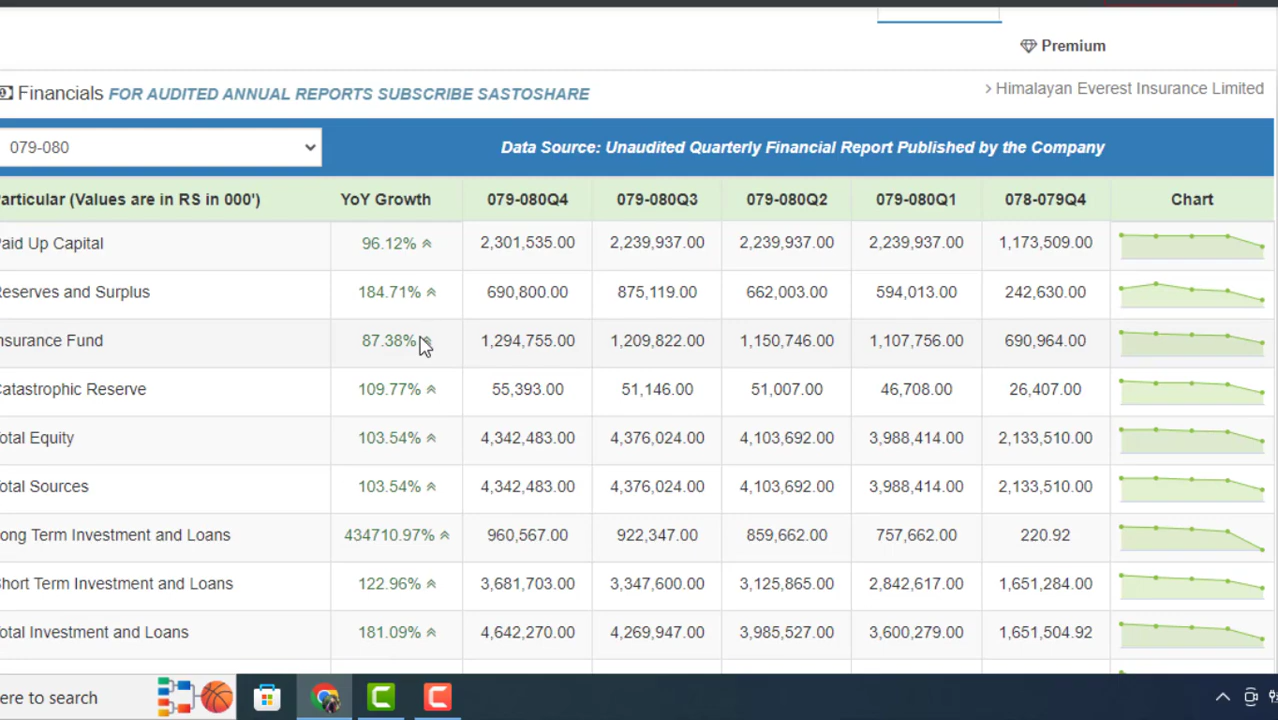 Premium
Financials FOR AUDITED ANNUAL REPORTS SUBSCRIBE SASTOSHARE
> Himalayan Everest Insurance Limited
079-080 Data Source: Unaudited Quarterly Financial Report Published by the Company
articular (Values are in RS in 000') YoY Growth 079-080Q4 079-080Q3 079-080Q2 079-080Q1 078-079Q4 Chart
aid Up Capital 96.12% 2,301,535.00 2,239,937.00 2,239,937.00 2,239,937.00 1,173,509.00
eserves and Surplus 184.71% 690,800.00 875,119.00 662,003.00 594,013.00 242,630.00
nsurance Fund 87.38% 1,294,755.00 1,209,822.00 1,150,746.00 1,107,756.00 690,964.00
atastrophic Reserve 109.77% 55,393.00 51,146.00 51,007.00 46,708.00 26,407.00
otal Equity 103.54% 4,342,483.00 4,376,024.00 4,103,692.00 3,988,414.00 2,133,510.00
otal Sources 103.54% 4,342,483.00 4,376,024.00 4,103,692.00 3,988,414.00 2,133,510.00
ong Term Investment and Loans 434710.97% 960,567.00 922,347.00 859,662.00 757,662.00 220.92
hort Term Investment and Loans 122.96% 3,681,703.00 3,347,600.00 3,125,865.00 2,842,617.00 1,651,284.00
otal Investment and Loans 181.09% 4,642,270.00 4,269,947.00 3,985,527.00 3,600,279.00 1,651,504.92
ere to search